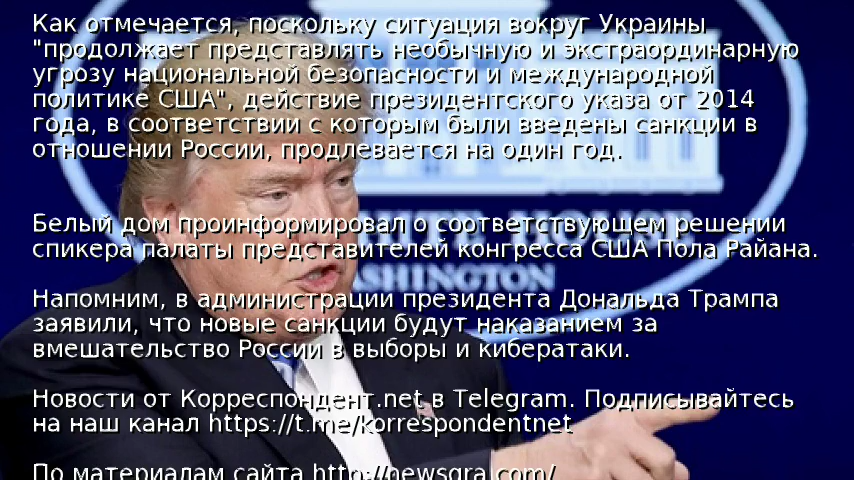 Как отмечается, поскольку ситуация вокруг Украины
"продолжает представлять необычную и экстраординарную
угрозу национальной безопасности и международной
политике США", действие президентского указа от 2014
года, в соответствии с которым были введены санкции в
отношении России, продлевается на один год.
Белый дом проинформировал о соответствующем решении
спикера палаты представителей конгресса США Пола Райана.
Напомним, в администрации президента Дональда Трампа
заявили, что новые санкции будут наказанием за
вмешательство России в выборы и кибератаки.
Новости от Корреспондент.net в Telegram. Подписывайтесь
на наш канал https://t.me/korrespondentnet
По материалам сайта http://newsgra.com/